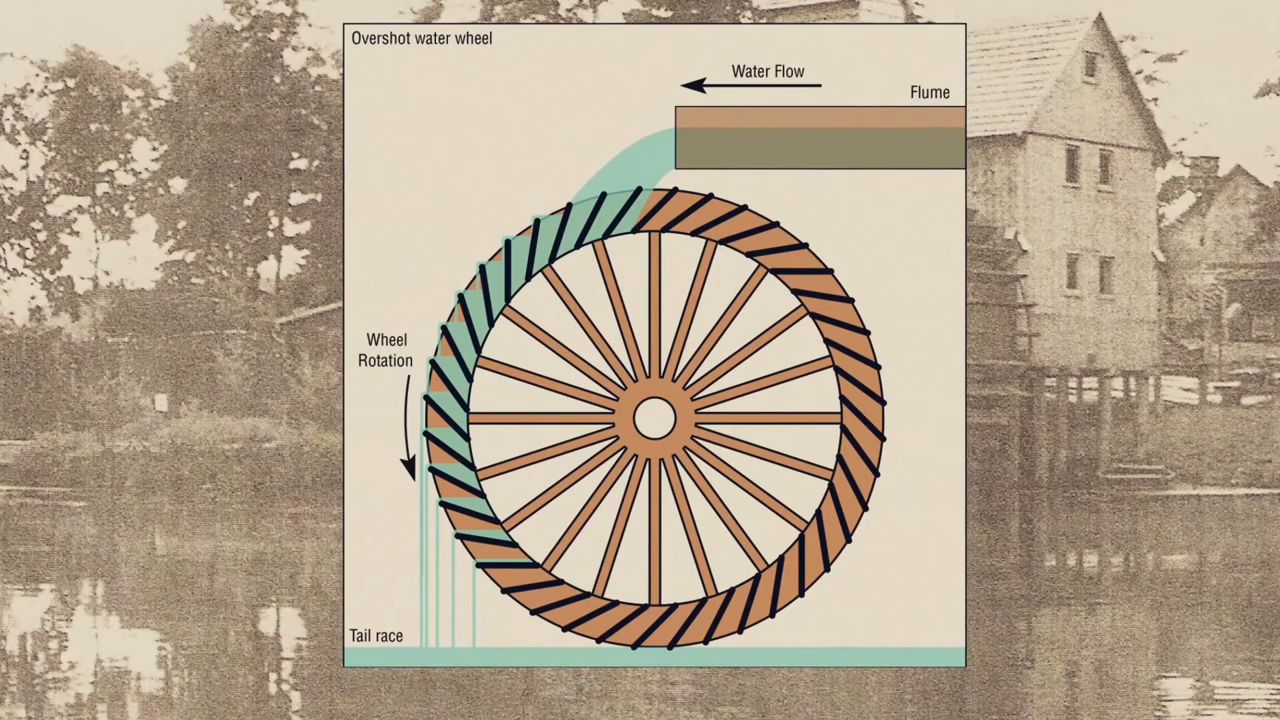 Overshot water wheel
Water Flow
Flume
Wheel
Rotation
Tail race